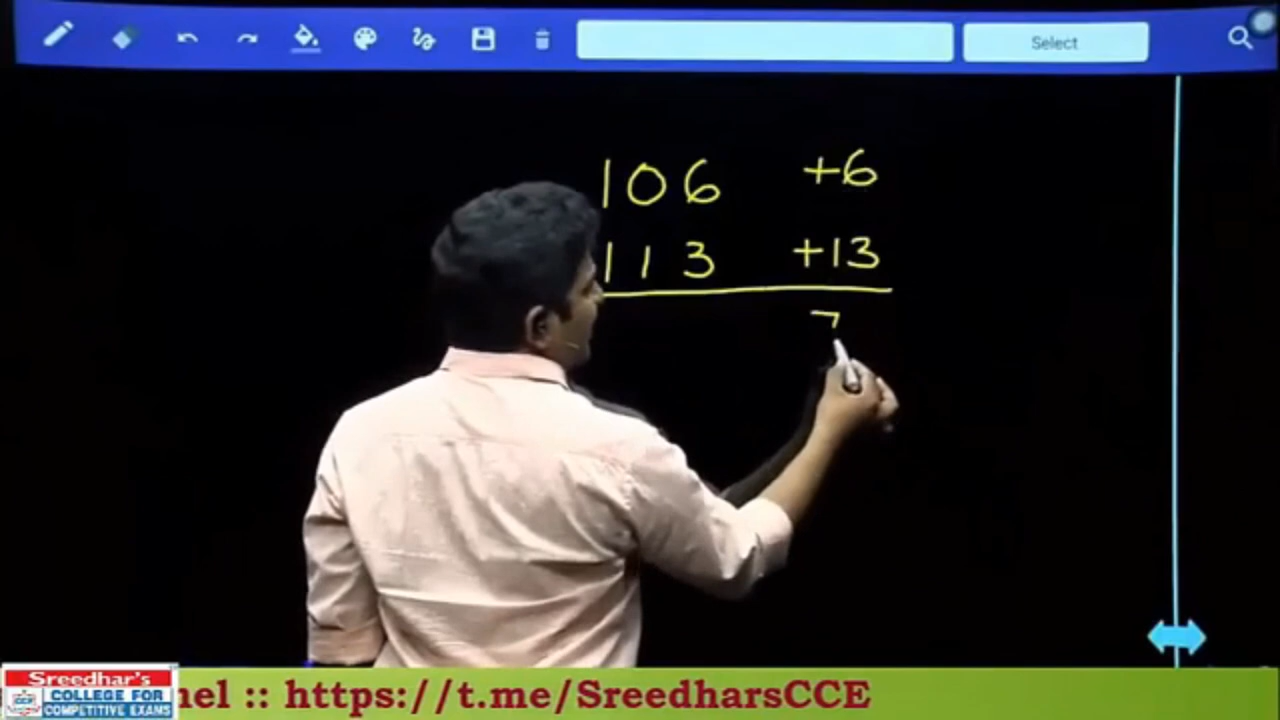 Select
106 +6
113 +13
7
Sreedhar's
COLLEGE FOR
COMPETITIVE EXAMS
nel :: https://t.me/SreedharsCCE